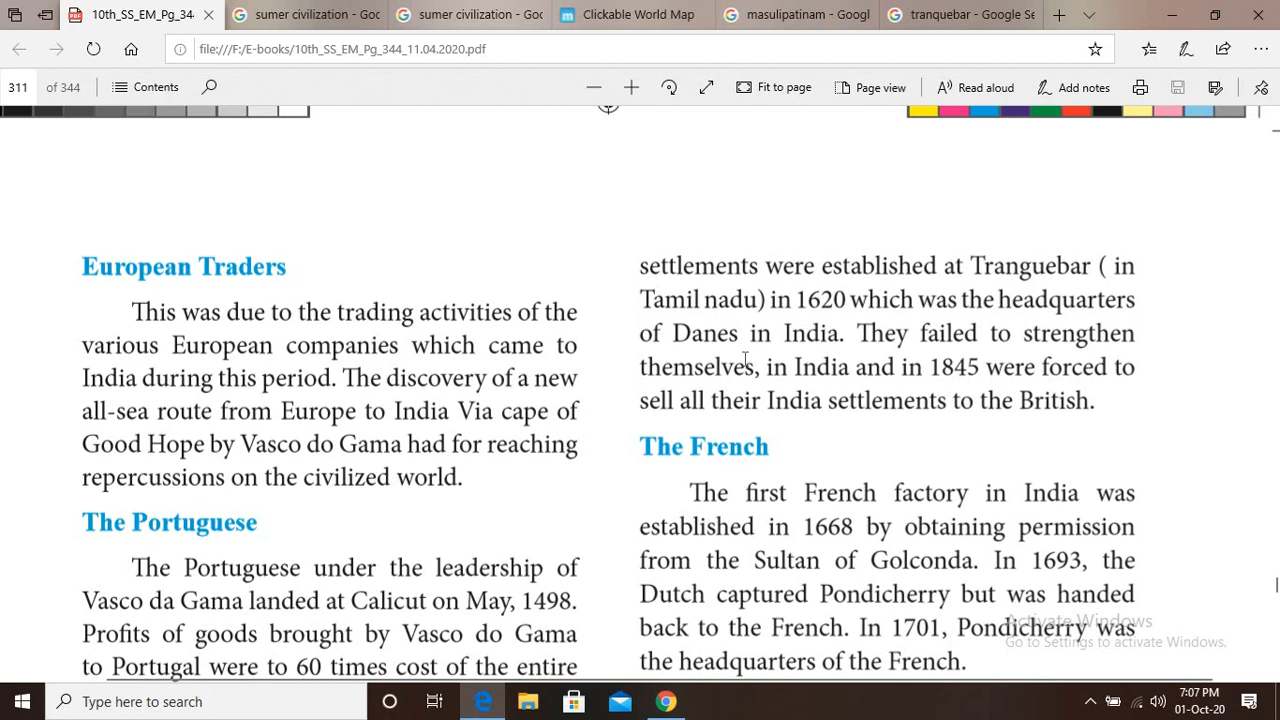 10th_SS_EM_Pg_344
sumer civilization - Goo
sumer civilization - Goo
Clickable World Map
masulipatinam - Googl
tranquebar - Google Se
file:///F:/E-books/10th_SS_EM_Pg_344_11.04.2020.pdf
311 of 344
Contents
Fit to page
Page view
Read aloud
Add notes
European Traders
This was due to the trading activities of the
various European companies which came to
India during this period. The discovery of a new
all-sea route from Europe to India Via cape of
Good Hope by Vasco do Gama had for reaching
repercussions on the civilized world.
The Portuguese
The Portuguese under the leadership of
Vasco da Gama landed at Calicut on May, 1498.
Profits of goods brought by Vasco do Gama
to Portugal were to 60 times cost of the entire
settlements were established at Tranguebar ( in
Tamil nadu) in 1620 which was the headquarters
of Danes in India. They failed to strengthen
themselves, in India and in 1845 were forced to
sell all their India settlements to the British.
The French
The first French factory in India was
established in 1668 by obtaining permission
from the Sultan of Golconda. In 1693, the
Dutch captured Pondicherry but was handed
back to the French. In 1701, Pondicherry was
the headquarters of the French.
Activate Windows
Go to Settings to activate Windows.
Type here to search
7:07 PM
01-Oct-20